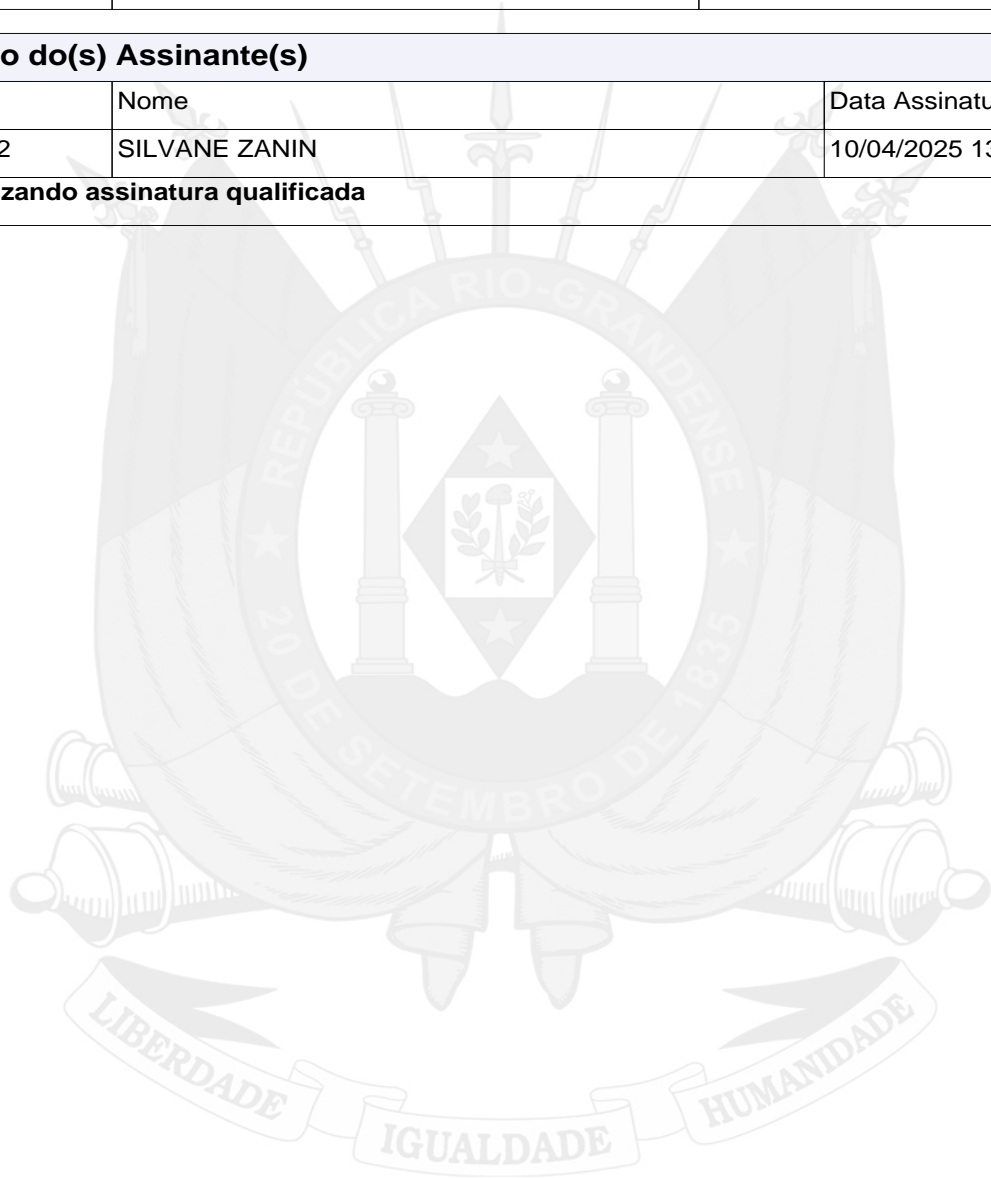 o do(s) Assinante(s)
Nome Data Assinatu
2 SILVANE ZANIN 10/04/2025 13
zando assinatura qualificada
REPÚBLICA RIO-GRANDENSE
20 DE SETEMBRO DE 1835
LIBERDADE IGUALDADE HUMANIDADE